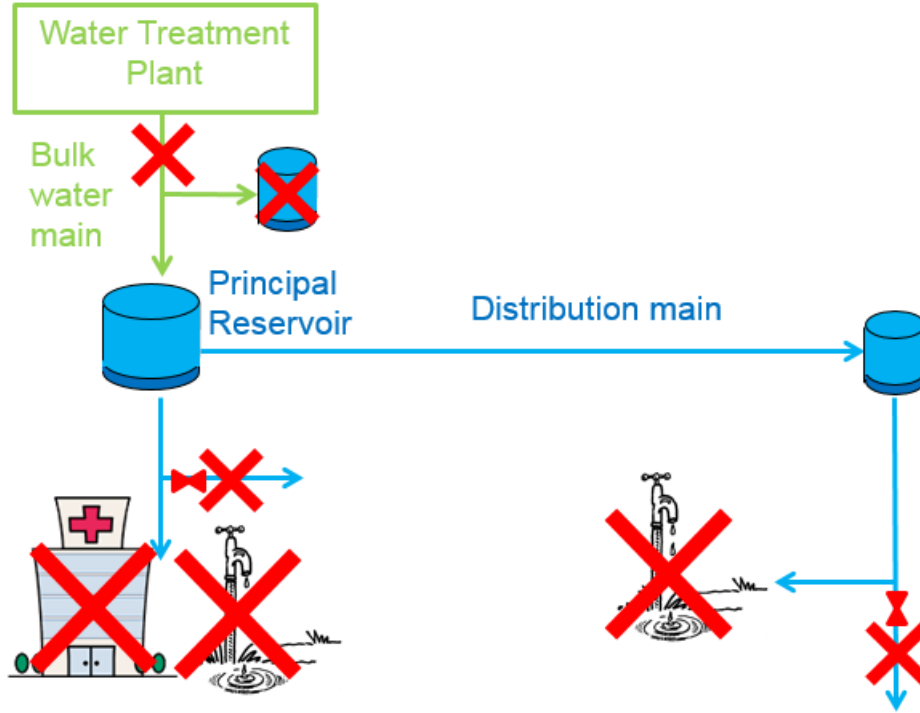 Water Treatment
Plant
Bulk
water
main
Principal
Reservoir
Distribution main